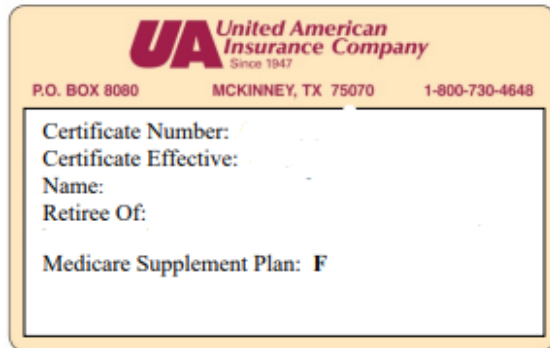 UA United American
Insurance Company
Since 1947
P.O. BOX 8080 MCKINNEY, TX 75070 1-800-730-4648
Certificate Number:
Certificate Effective:
Name:
Retiree Of:
Medicare Supplement Plan: F